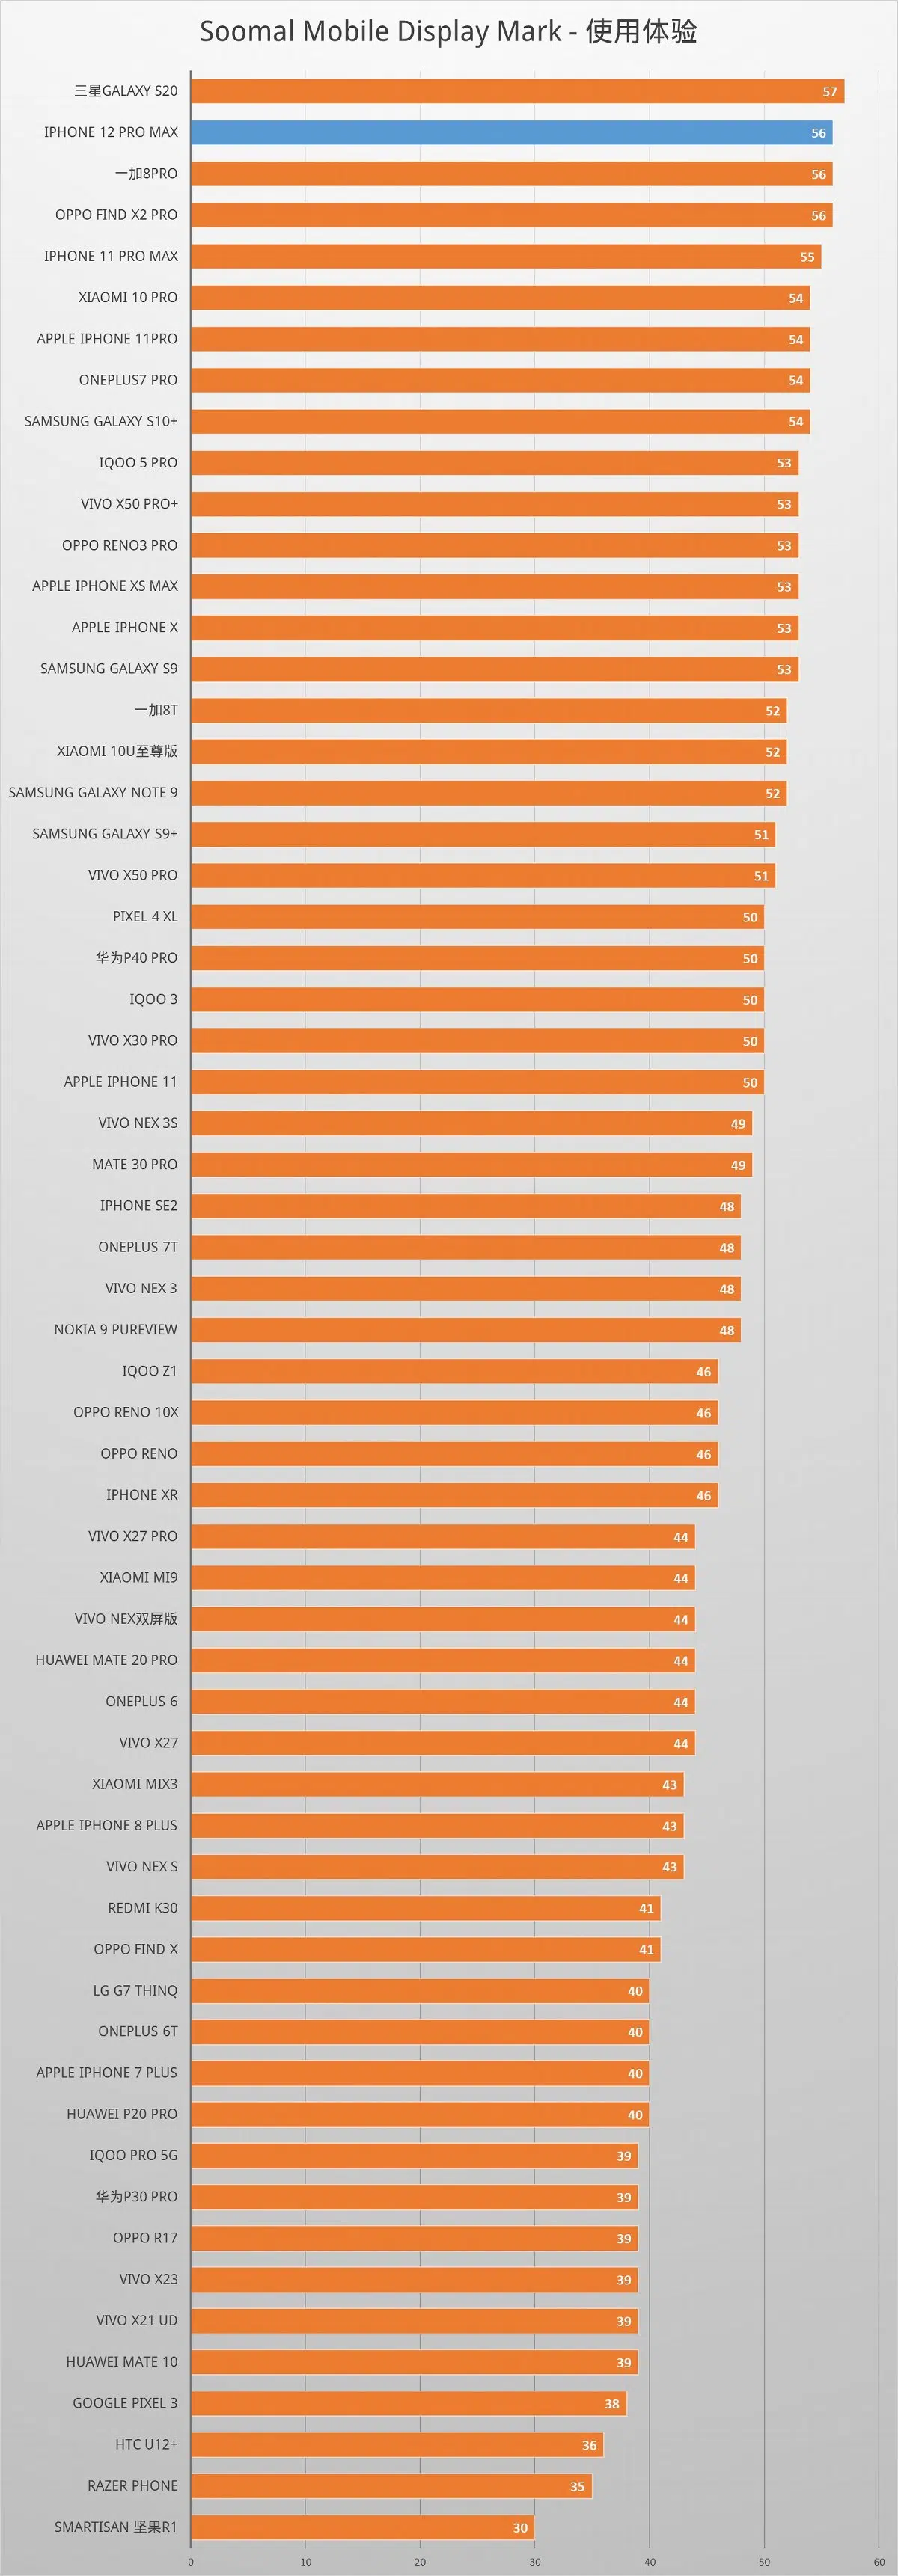 Soomal Mobile Display Mark - 使用体验
三星GALAXY S20 57
IPHONE 12 PRO MAX 56
一加8PRO 56
OPPO FIND X2 PRO 56
IPHONE 11 PRO MAX 55
XIAOMI 10 PRO 54
APPLE IPHONE 11PRO 54
ONEPLUS7 PRO 54
SAMSUNG GALAXY S10+ 54
IQOO 5 PRO 53
VIVO X50 PRO+ 53
OPPO RENO3 PRO 53
APPLE IPHONE XS MAX 53
APPLE IPHONE X 53
SAMSUNG GALAXY S9 53
一加8T 52
XIAOMI 10U至尊版 52
SAMSUNG GALAXY NOTE 9 52
SAMSUNG GALAXY S9+ 51
VIVO X50 PRO 51
PIXEL 4 XL 50
华为P40 PRO 50
IQOO 3 50
VIVO X30 PRO 50
APPLE IPHONE 11 50
VIVO NEX 3S 49
MATE 30 PRO 49
IPHONE SE2 48
ONEPLUS 7T 48
VIVO NEX 3 48
NOKIA 9 PUREVIEW 48
IQOO Z1 46
OPPO RENO 10X 46
OPPO RENO 46
IPHONE XR 46
VIVO X27 PRO 44
XIAOMI MI9 44
VIVO NEX双屏版 44
HUAWEI MATE 20 PRO 44
ONEPLUS 6 44
VIVO X27 44
XIAOMI MIX3 43
APPLE IPHONE 8 PLUS 43
VIVO NEX S 43
REDMI K30 41
OPPO FIND X 41
LG G7 THINQ 40
ONEPLUS 6T 40
APPLE IPHONE 7 PLUS 40
HUAWEI P20 PRO 40
IQOO PRO 5G 39
华为P30 PRO 39
OPPO R17 39
VIVO X23 39
VIVO X21 UD 39
HUAWEI MATE 10 39
GOOGLE PIXEL 3 38
HTC U12+ 36
RAZER PHONE 35
SMARTISAN 坚果R1 30
0 10 20 30 40 50 60